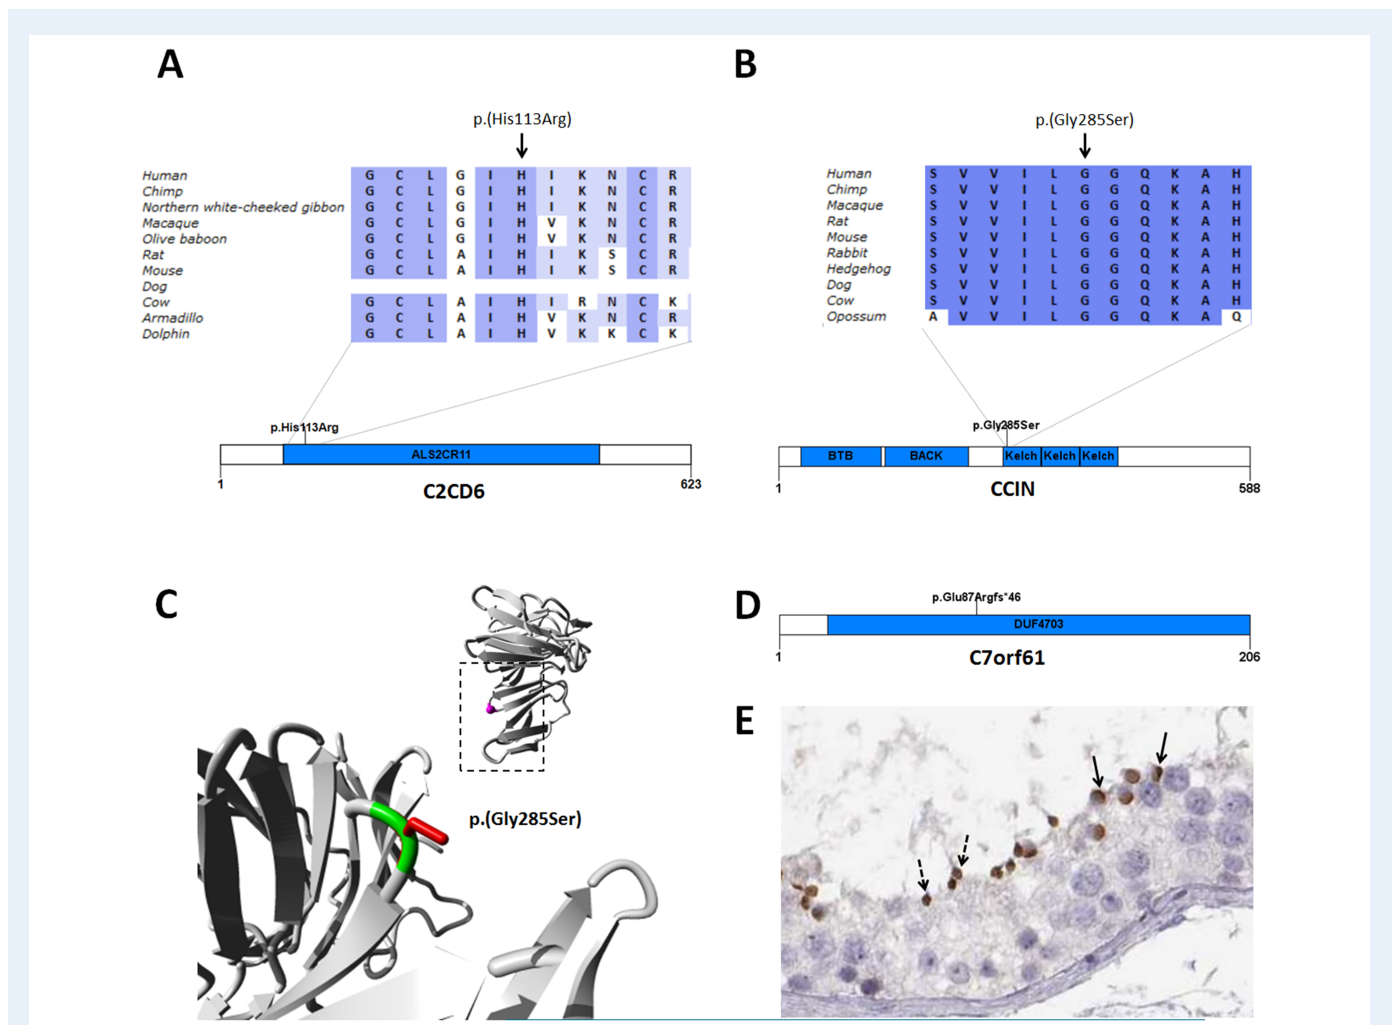 A
p.(His113Arg)
Human G C L G I H I K N C R
Chimp G C L G I H I K N C R
Northern white-cheeked gibbon G C L G I H I K N C R
Macaque G C L G I H V K N C R
Olive baboon G C L G I H V K N C R
Rat G C L A I H I K S C R
Mouse G C L A I H I K S C R
Dog
Cow G C L A I H I R N C K
Armadillo G C L A I H V K N C R
Dolphin G C L A I H V K K C K
p.His113Arg
ALS2CR11
1 623
C2CD6
B
p.(Gly285Ser)
Human S V V I L G G Q K A H
Chimp S V V I L G G Q K A H
Macaque S V V I L G G Q K A H
Rat S V V I L G G Q K A H
Mouse S V V I L G G Q K A H
Rabbit S V V I L G G Q K A H
Hedgehog S V V I L G G Q K A H
Dog S V V I L G G Q K A H
Cow S V V I L G G Q K A H
Opossum A V V I L G G Q K A Q
p.Gly285Ser
BTB BACK Kelch Kelch Kelch
1 588
CCIN
C
p.(Gly285Ser)
D
p.Glu87Argfs*46
DUF4703
1 206
C7orf61
E